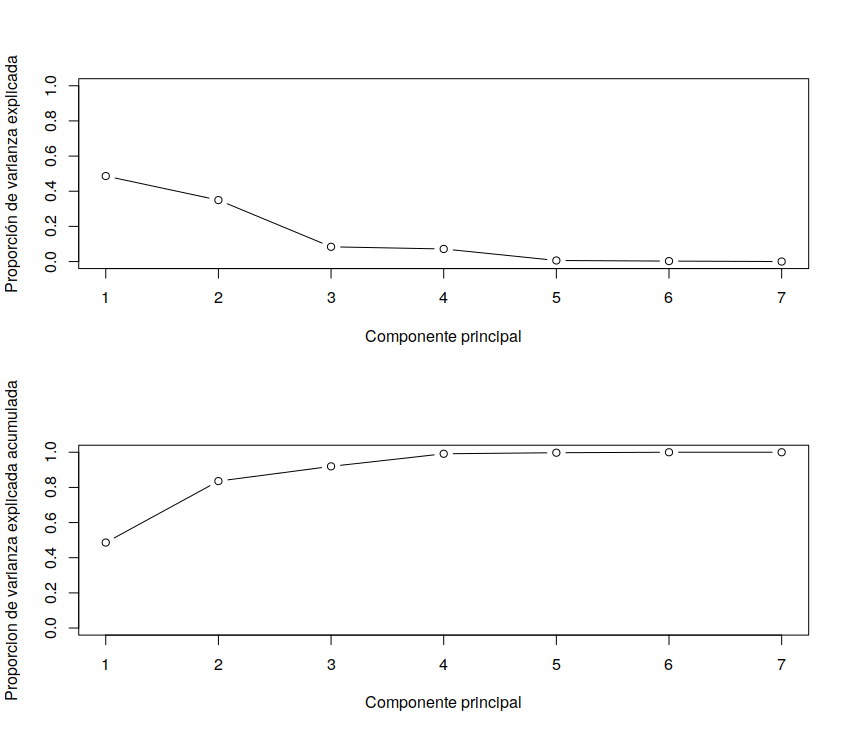 Proporción de varianza explicada
1.0
0.8
0.6
0.4
0.2
0.0
1 2 3 4 5 6 7
Componente principal
Proporcion de varianza explicada acumulada
1.0
0.8
0.6
0.4
0.2
0.0
1 2 3 4 5 6 7
Componente principal